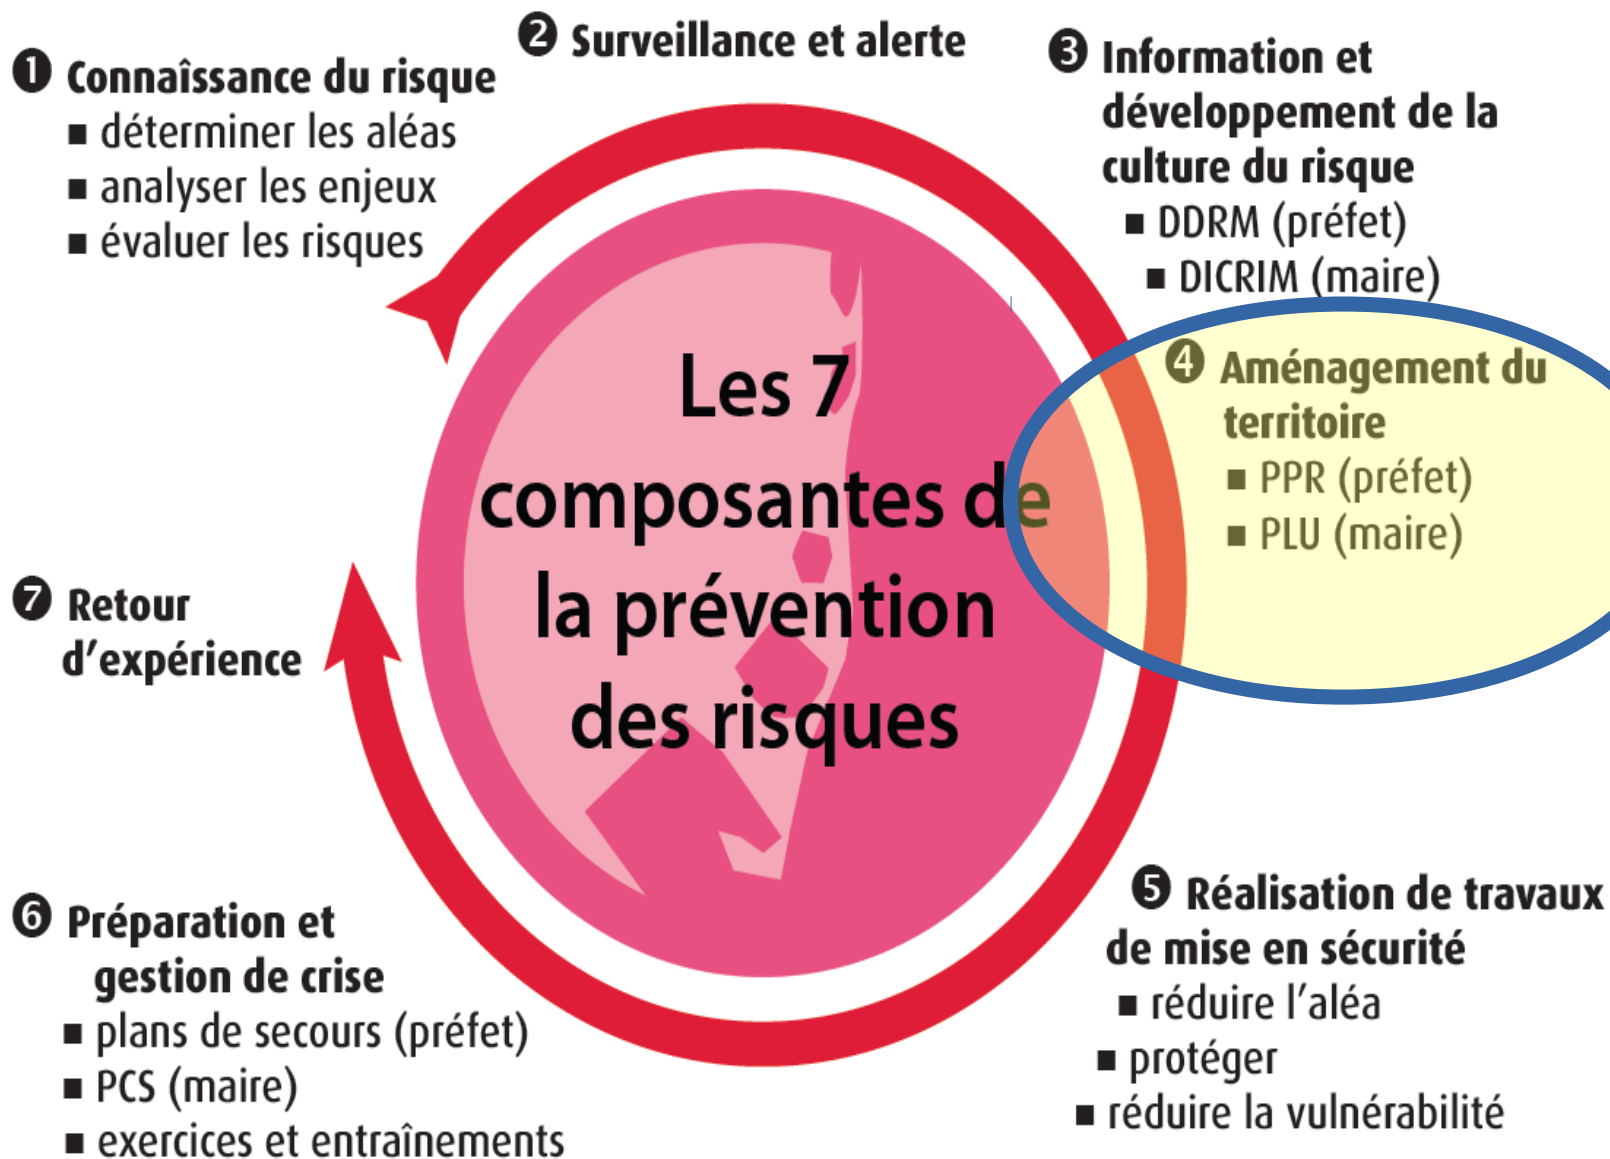 ❶ Connaîssance du risque
■ déterminer les aléas
■ analyser les enjeux
■ évaluer les risques
❷ Surveillance et alerte
❸ Information et
développement de la
culture du risque
■ DDRM (préfet)
■ DICRIM (maire)
❹ Aménagement du
territoire
■ PPR (préfet)
■ PLU (maire)
Les 7
composantes de
la prévention
des risques
❺ Réalisation de travaux
de mise en sécurité
■ réduire l’aléa
■ protéger
■ réduire la vulnérabilité
❻ Préparation et
gestion de crise
■ plans de secours (préfet)
■ PCS (maire)
■ exercices et entraînements
❼ Retour
d’expérience